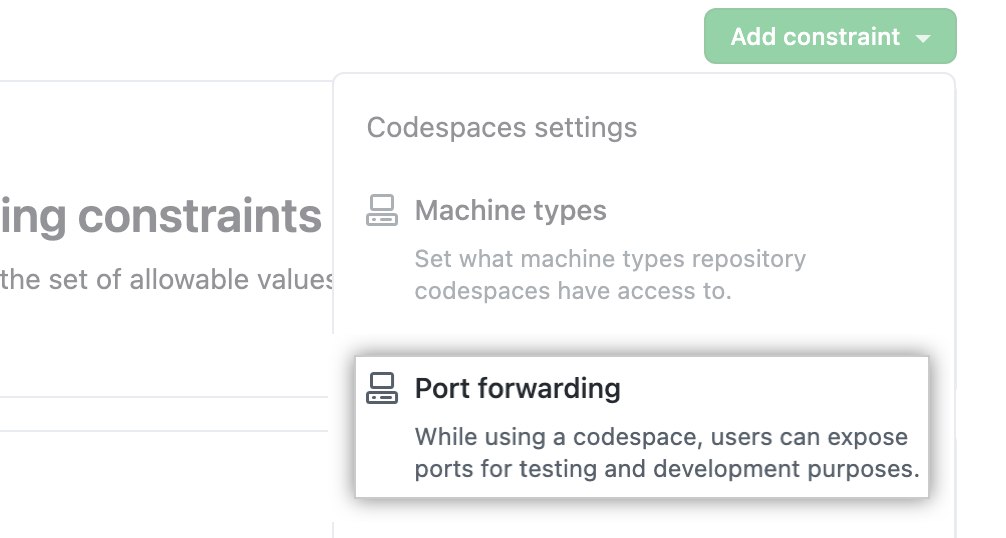 Add constraint
Codespaces settings
ing constraints
the set of allowable values
Machine types
Set what machine types repository
codespaces have access to.
Port forwarding
While using a codespace, users can expose
ports for testing and development purposes.